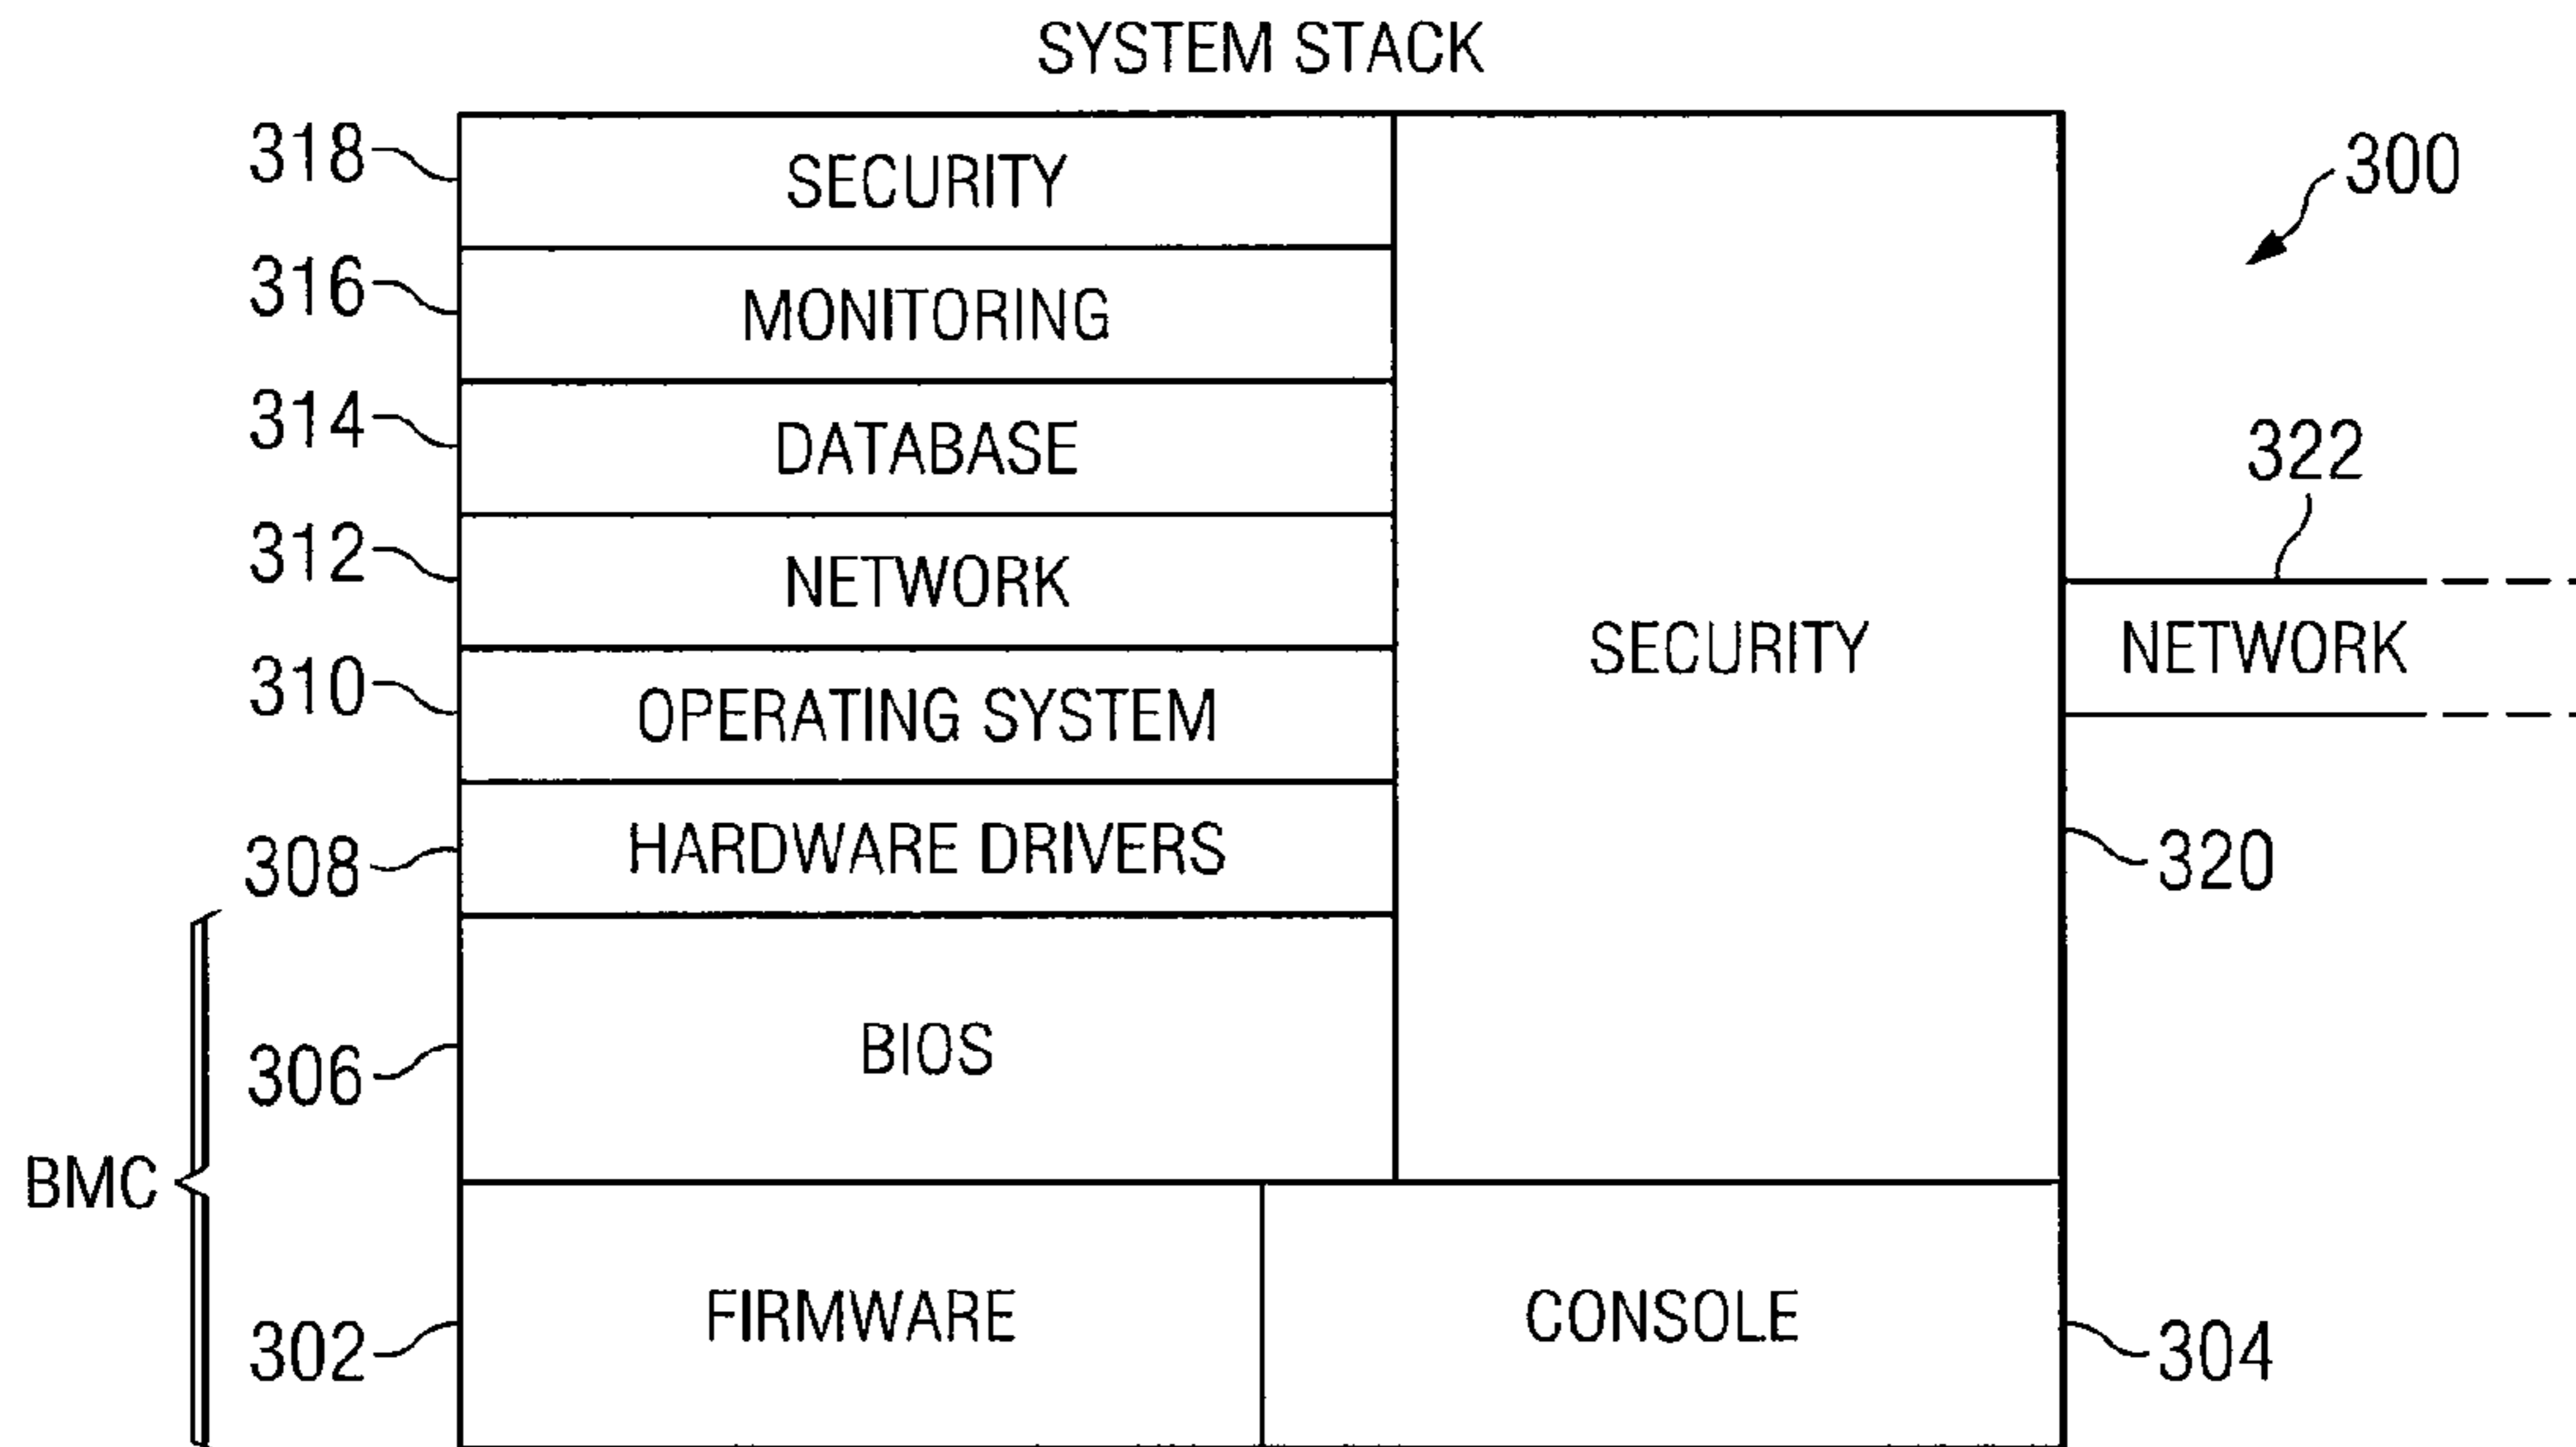 SYSTEM STACK
318
SECURITY
300
316
MONITORING
314
DATABASE
322
312
NETWORK
SECURITY
NETWORK
310
OPERATING SYSTEM
308
HARDWARE DRIVERS
320
306
BIOS
BMC
302
FIRMWARE
CONSOLE
304